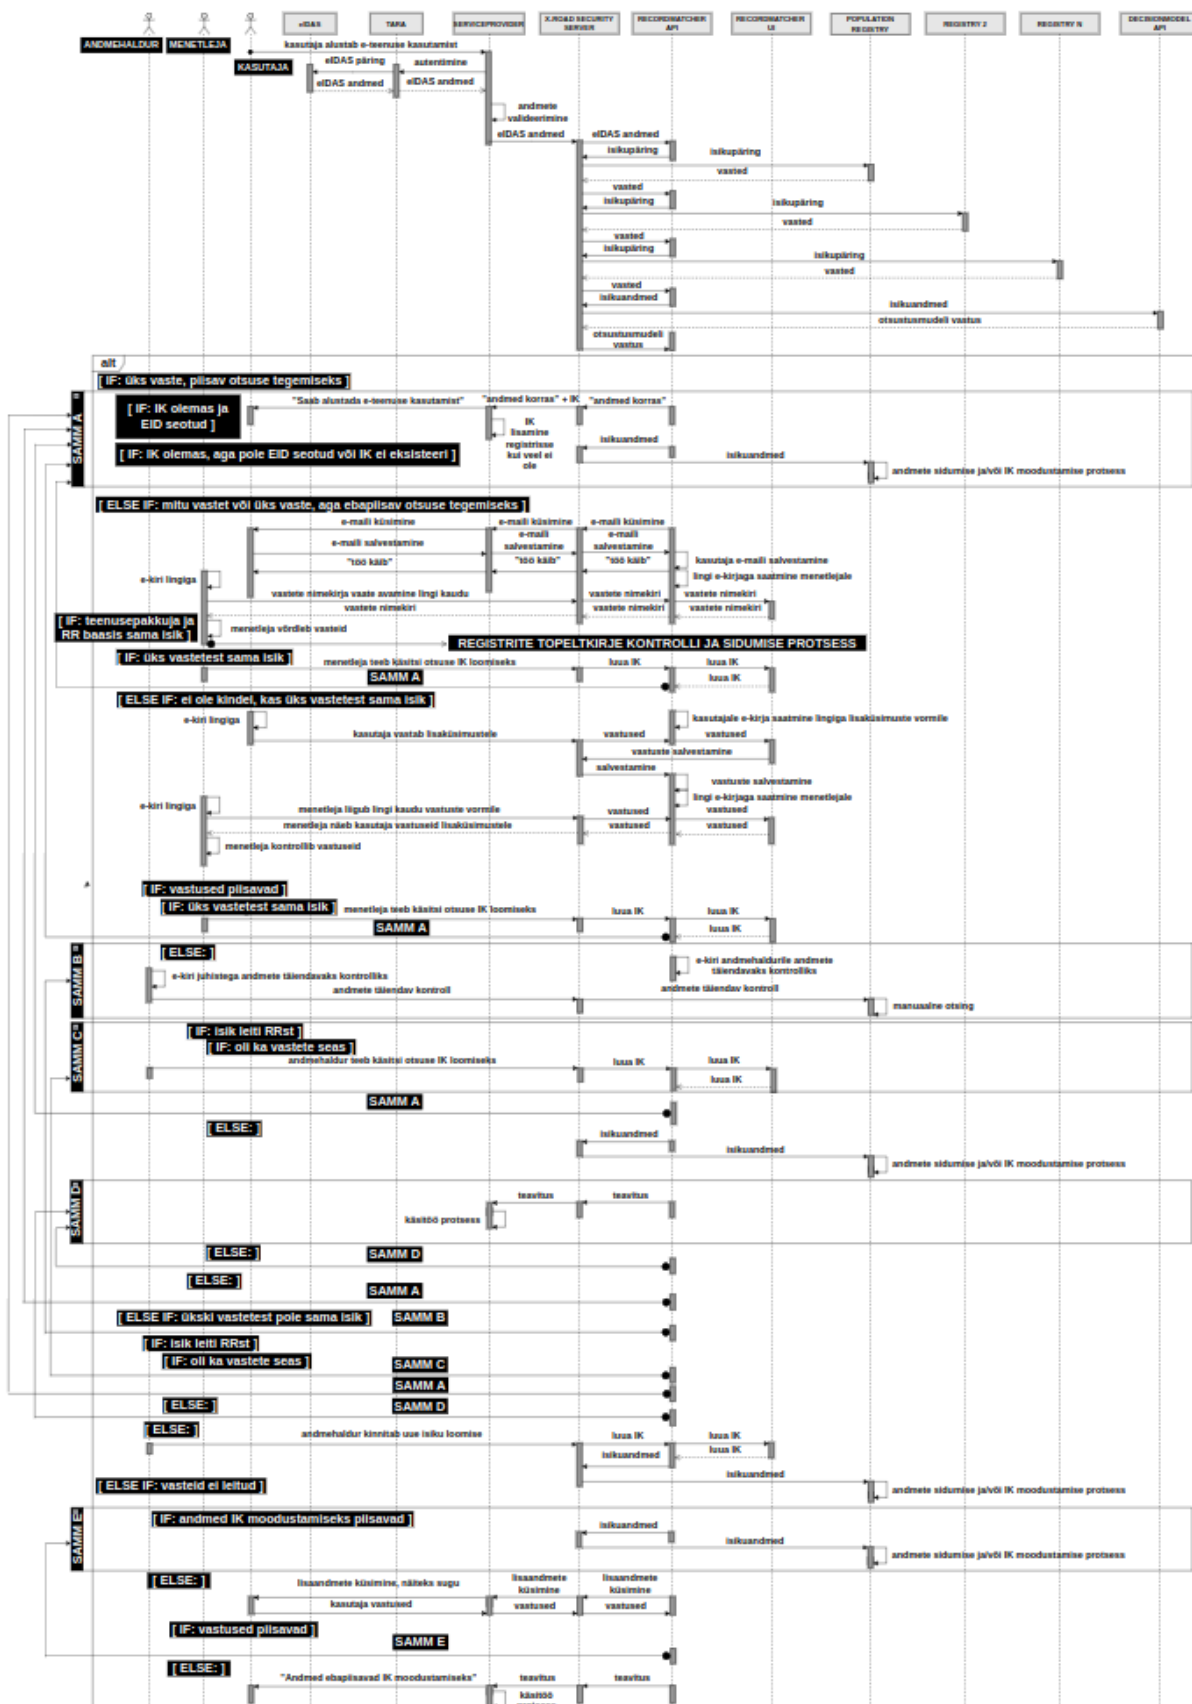 eIDAS
TARA
SERVICEPROVIDER
X-ROAD SECURITY
SERVER
RECORDMATCHER
API
RECORDMATCHER
UI
POPULATION
REGISTRY
REGISTRY 2
REGISTRY N
DECISIONMODEL
API
ANDMEHALDUR
MENETLEJA
KASUTAJA
kasutaja alustab e-teenuse kasutamist
eIDAS päring
autentimine
eIDAS andmed
eIDAS andmed
andmete
valideerimine
eIDAS andmed
eIDAS andmed
isikupäring
isikupäring
vasted
vasted
isikupäring
isikupäring
vasted
vasted
isikupäring
isikupäring
vasted
vasted
isikuandmed
isikuandmed
otsustusmudeli vastus
otsustusmudeli
vastus
alt
[ IF: üks vaste, piisav otsuse tegemiseks ]
SAMM A
[ IF: IK olemas ja
EID seotud ]
"Saab alustada e-teenuse kasutamist"
"andmed korras" + IK
"andmed korras"
IK
lisamine
registrisse
kui veel ei
ole
[ IF: IK olemas, aga pole EID seotud või IK ei eksisteeri ]
isikuandmed
isikuandmed
andmete sidumise ja/või IK moodustamise protsess
[ ELSE IF: mitu vastet või üks vaste, aga ebapiisav otsuse tegemiseks ]
e-maili küsimine
e-maili küsimine
e-maili küsimine
e-maili salvestamine
e-maili
salvestamine
e-maili
salvestamine
"töö käib"
"töö käib"
"töö käib"
kasutaja e-maili salvestamine
lingi e-kirjaga saatmine menetlejale
e-kiri lingiga
vastete nimekirja vaate avamine lingi kaudu
vastete nimekiri
vastete nimekiri
vastete nimekiri
vastete nimekiri
vastete nimekiri
[ IF: teenusepakkuja ja
RR baasis sama isik ]
menetleja võrdleb vasteid
REGISTRITE TOPELTKIRJE KONTROLLI JA SIDUMISE PROTSESS
[ IF: üks vastetest sama isik ]
menetleja teeb käsitsi otsuse IK loomiseks
luua IK
luua IK
SAMM A
luua IK
[ ELSE IF: ei ole kindel, kas üks vastetest sama isik ]
e-kiri lingiga
kasutajale e-kirja saatmine lingiga lisaküsimuste vormile
kasutaja vastab lisaküsimustele
vastused
vastused
vastuste salvestamine
salvestamine
vastuste salvestamine
lingi e-kirjaga saatmine menetlejale
e-kiri lingiga
menetleja liigub lingi kaudu vastuste vormile
vastused
vastused
menetleja näeb kasutaja vastuseid lisaküsimustele
vastused
vastused
menetleja kontrollib vastuseid
[ IF: vastused piisavad ]
[ IF: üks vastetest sama isik ]
menetleja teeb käsitsi otsuse IK loomiseks
luua IK
luua IK
SAMM A
luua IK
SAMM B
[ ELSE: ]
e-kiri andmehaldurile andmete
täiendavaks kontrolliks
e-kiri juhistega andmete täiendavaks kontrolliks
andmete täiendav kontroll
andmete täiendav kontroll
manuaalne otsing
SAMM C
[ IF: isik leiti RRst ]
[ IF: oli ka vastete seas ]
andmehaldur teeb käsitsi otsuse IK loomiseks
luua IK
luua IK
luua IK
SAMM A
[ ELSE: ]
isikuandmed
isikuandmed
andmete sidumise ja/või IK moodustamise protsess
SAMM D
teavitus
teavitus
käsitöö protsess
[ ELSE: ]
SAMM D
[ ELSE: ]
SAMM A
[ ELSE IF: ükski vastetest pole sama isik ]
SAMM B
[ IF: isik leiti RRst ]
[ IF: oli ka vastete seas ]
SAMM C
SAMM A
[ ELSE: ]
SAMM D
[ ELSE: ]
andmehaldur kinnitab uue isiku loomise
luua IK
luua IK
luua IK
isikuandmed
isikuandmed
[ ELSE IF: vasteid ei leitud ]
andmete sidumise ja/või IK moodustamise protsess
SAMM E
[ IF: andmed IK moodustamiseks piisavad ]
isikuandmed
isikuandmed
andmete sidumise ja/või IK moodustamise protsess
[ ELSE: ]
lisaandmete küsimine, näiteks sugu
lisaandmete
küsimine
lisaandmete
küsimine
kasutaja vastused
vastused
vastused
[ IF: vastused piisavad ]
SAMM E
[ ELSE: ]
"Andmed ebapiisavad IK moodustamiseks"
teavitus
teavitus
käsitöö